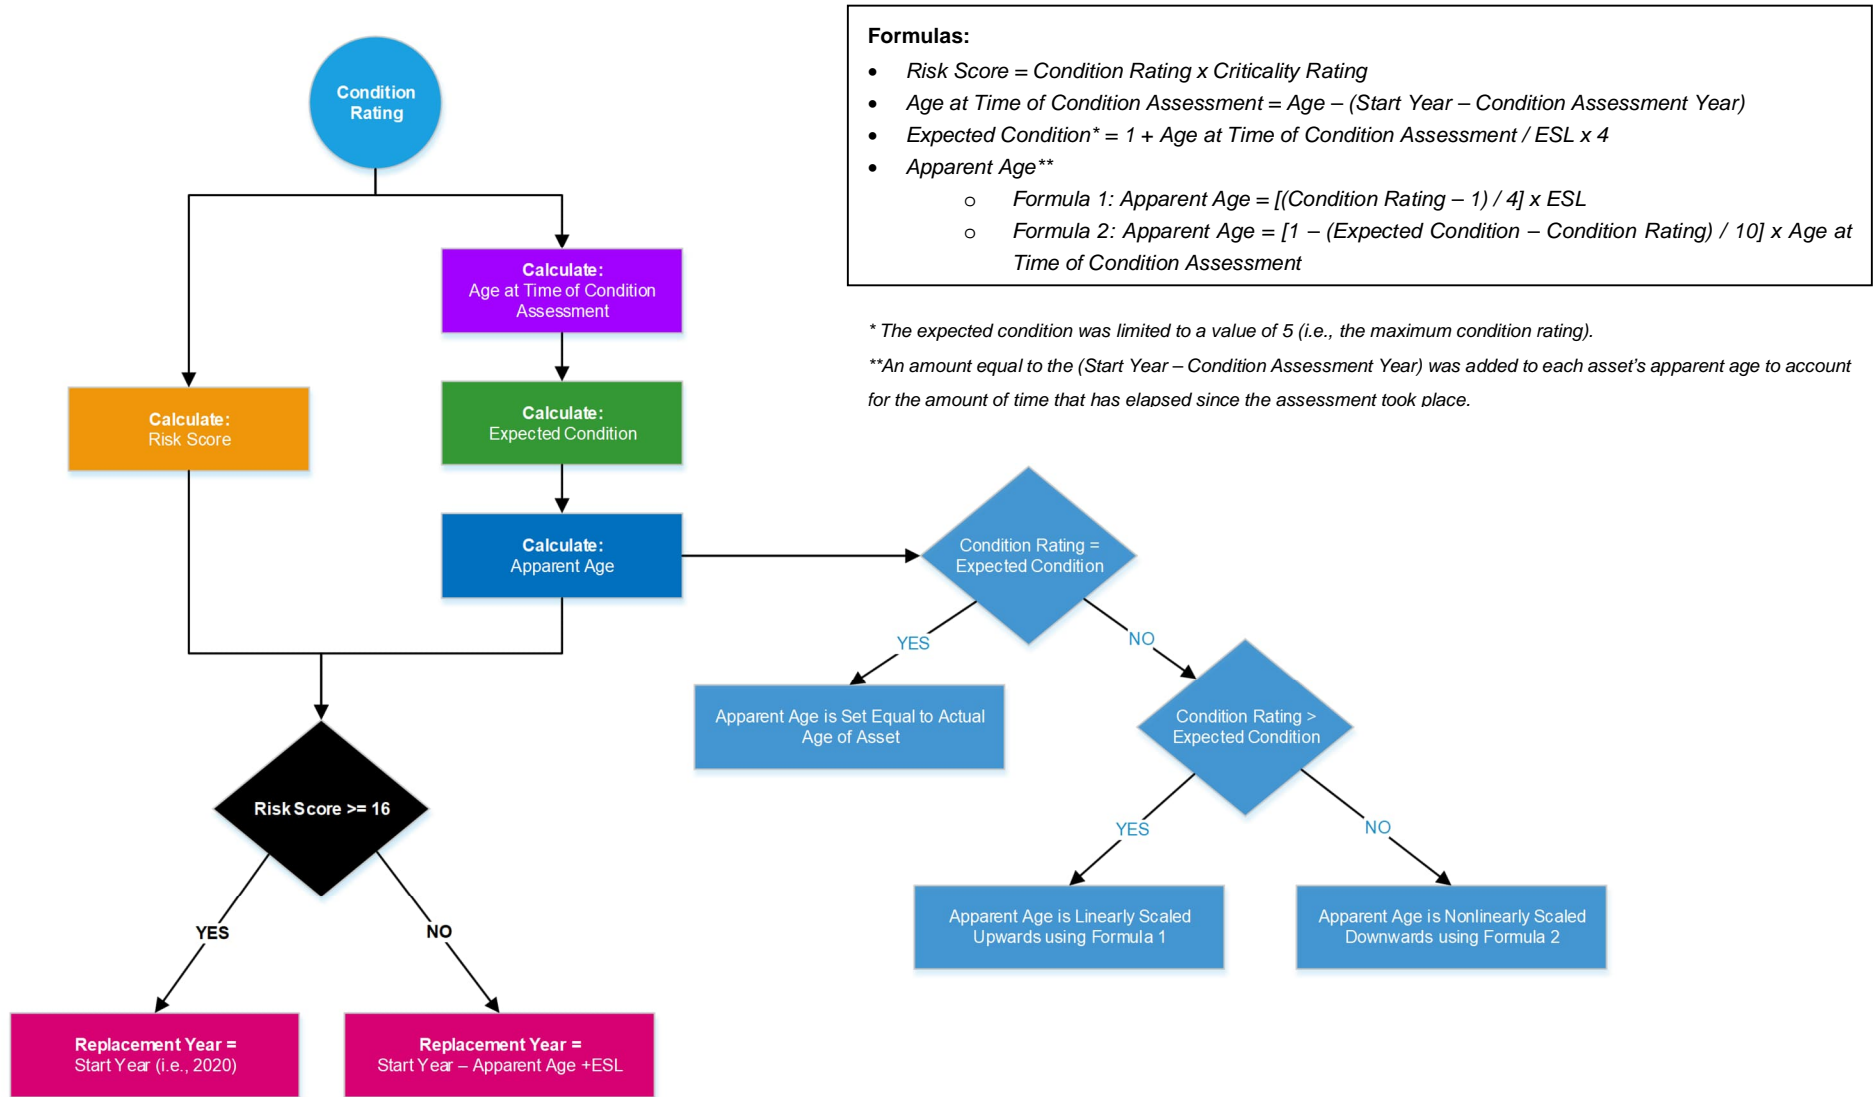 Formulas:
• Risk Score = Condition Rating x Criticality Rating
• Age at Time of Condition Assessment = Age – (Start Year – Condition Assessment Year)
• Expected Condition* = 1 + Age at Time of Condition Assessment / ESL x 4
• Apparent Age**
o Formula 1: Apparent Age = [(Condition Rating – 1) / 4] x ESL
o Formula 2: Apparent Age = [1 – (Expected Condition – Condition Rating) / 10] x Age at
Time of Condition Assessment
* The expected condition was limited to a value of 5 (i.e., the maximum condition rating).
**An amount equal to the (Start Year – Condition Assessment Year) was added to each asset's apparent age to account
for the amount of time that has elapsed since the assessment took place.
Condition
Rating
Calculate:
Age at Time of Condition
Assessment
Calculate:
Risk Score
Calculate:
Expected Condition
Calculate:
Apparent Age
Condition Rating =
Expected Condition
YES
NO
Apparent Age is Set Equal to Actual
Age of Asset
Condition Rating >
Expected Condition
YES
NO
Apparent Age is Linearly Scaled
Upwards using Formula 1
Apparent Age is Nonlinearly Scaled
Downwards using Formula 2
Risk Score >= 16
YES
NO
Replacement Year =
Start Year (i.e., 2020)
Replacement Year =
Start Year – Apparent Age +ESL